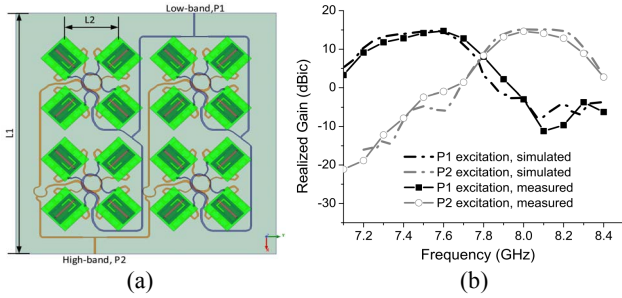 Low-band,P1
L2
L1
High-band, P2
(a)
Realized Gain (dBic)
20
10
0
-10
-20
-30
P1 excitation, simulated
P2 excitation, simulated
P1 excitation, measured
P2 excitation, measured
7.2 7.4 7.6 7.8 8.0 8.2 8.4
Frequency (GHz)
(b)